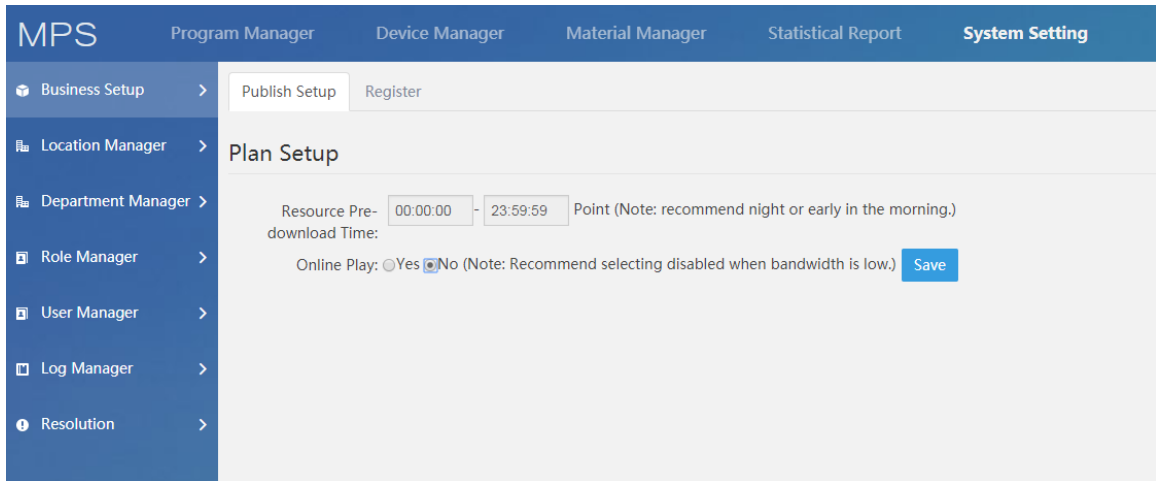 MPS Program Manager Device Manager Material Manager Statistical Report System Setting
Business Setup
Location Manager
Department Manager
Role Manager
User Manager
Log Manager
Resolution
Publish Setup Register
Plan Setup
Resource Pre- 00:00:00 - 23:59:59 Point (Note: recommend night or early in the morning.)
download Time:
Online Play: Yes No (Note: Recommend selecting disabled when bandwidth is low.) Save